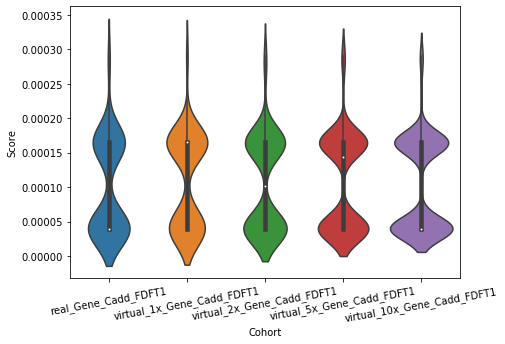 0.00035
0.00030
0.00025
0.00020
0.00015
0.00010
0.00005
0.00000
Score
real_Gene_Cadd_FDFT1
virtual_1x_Gene_Cadd_FDFT1
virtual_2x_Gene_Cadd_FDFT1
virtual_5x_Gene_Cadd_FDFT1
virtual_10x_Gene_Cadd_FDFT1
Cohort